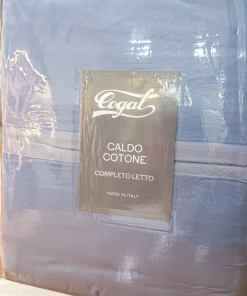 Cogal
CALDO
COTONE
COMPLETO LETTO
MADE IN ITALY